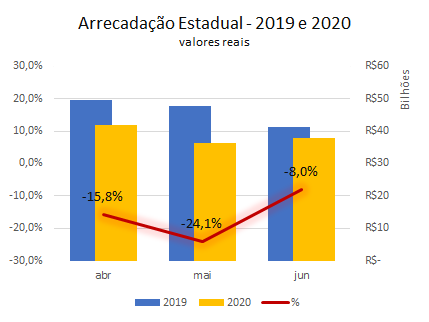 Arrecadação Estadual - 2019 e 2020
valores reais
30,0%
20,0%
10,0%
0,0%
-10,0%
-20,0%
-30,0%
R$60
R$50
R$40
R$30
R$20
R$10
R$-
Bilhões
-15,8%
-24,1%
-8,0%
abr
mai
jun
2019
2020
%